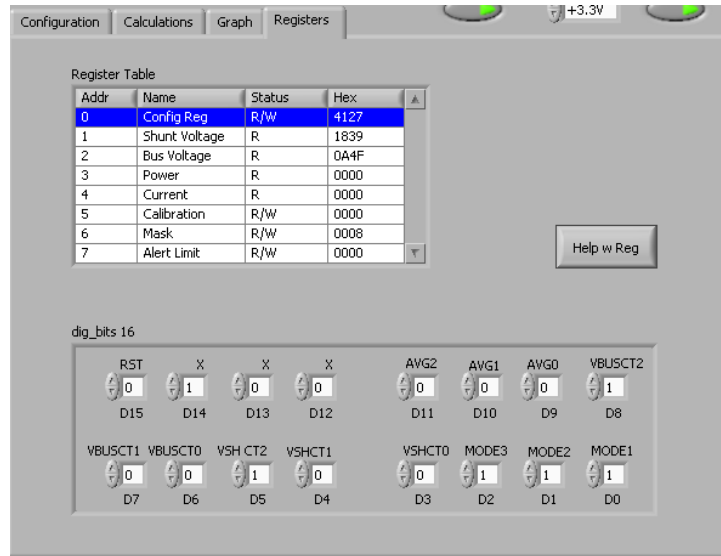 +3.3V
Configuration Calculations Graph Registers
Register Table
Addr Name Status Hex
0 Config Reg R/W 4127
1 Shunt Voltage R 1839
2 Bus Voltage R 0A4F
3 Power R 0000
4 Current R 0000
5 Calibration R/W 0000
6 Mask R/W 0008
7 Alert Limit R/W 0000
Help w Reg
dig_bits 16
RST X X X AVG2 AVG1 AVG0 VBUSCT2
0 1 0 0 0 0 0 1
D15 D14 D13 D12 D11 D10 D9 D8
VBUSCT1 VBUSCT0 VSH CT2 VSHCT1 VSHCT0 MODE3 MODE2 MODE1
0 0 1 0 0 1 1 1
D7 D6 D5 D4 D3 D2 D1 D0